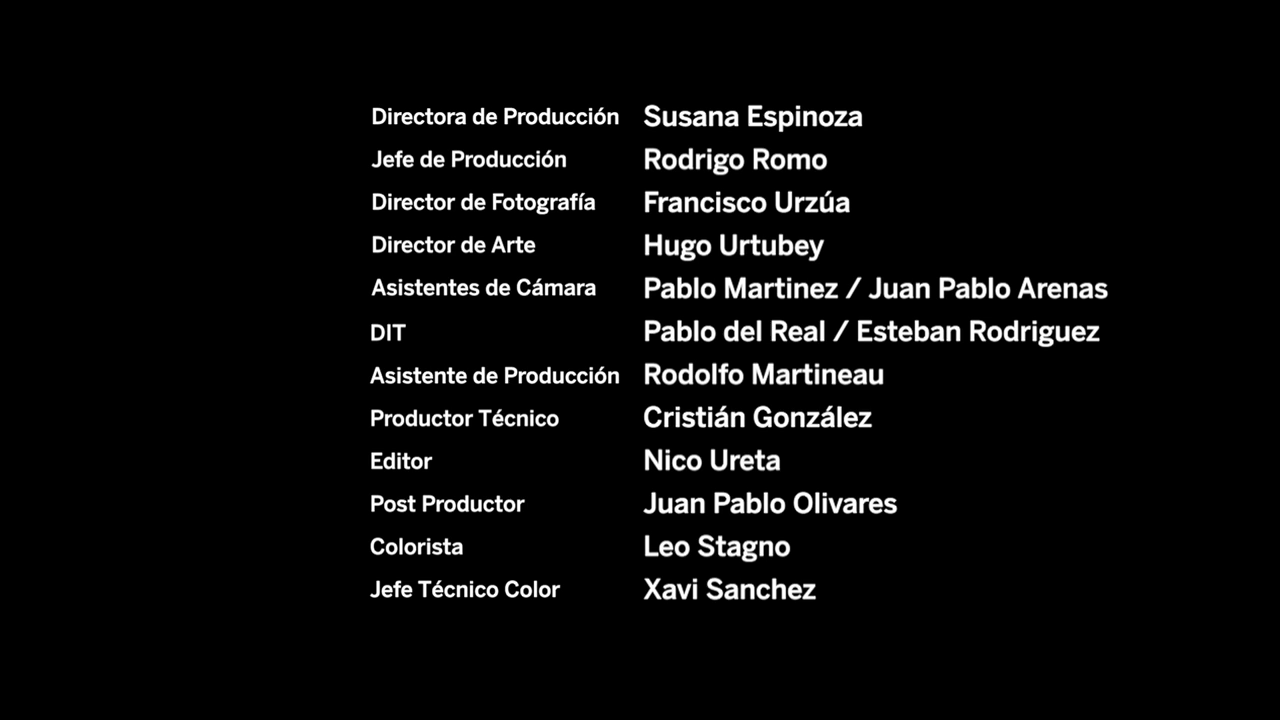 Directora de Producción Susana Espinoza
Jefe de Producción Rodrigo Romo
Director de Fotografía Francisco Urzúa
Director de Arte Hugo Urtubey
Asistentes de Cámara Pablo Martinez / Juan Pablo Arenas
DIT Pablo del Real / Esteban Rodriguez
Asistente de Producción Rodolfo Martineau
Productor Técnico Cristián González
Editor Nico Ureta
Post Productor Juan Pablo Olivares
Colorista Leo Stagno
Jefe Técnico Color Xavi Sanchez